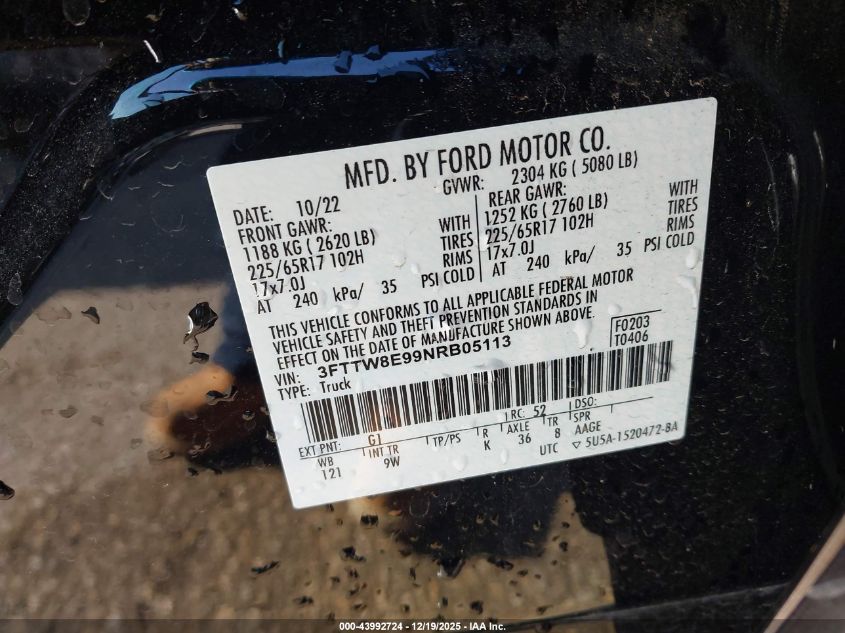 MFD. BY FORD MOTOR CO.
DATE: 10/22
GVWR: 2304 KG ( 5080 LB)
FRONT GAWR:
1188 KG ( 2620 LB)
225/65R17 102H
17x7.0J
WITH
TIRES
RIMS
AT 240 kPa/ 35 PSI COLD
REAR GAWR:
1252 KG ( 2760 LB)
225/65R17 102H
17x7.0J
WITH
TIRES
RIMS
AT 240 kPa/ 35 PSI COLD
THIS VEHICLE CONFORMS TO ALL APPLICABLE FEDERAL MOTOR
VEHICLE SAFETY AND THEFT PREVENTION STANDARDS IN
EFFECT ON THE DATE OF MANUFACTURE SHOWN ABOVE.
VIN: 3FTTW8E99NRB05113
TYPE: Truck
F0203
T0406
EXT PNT: G1 RC: 52 DSO:
WB INT TR TP/PS R AXLE TR SPR
121 9W K 36 8 AAGE
UTC ▽ 5U5A-1520472-BA
000-43992724 - 12/19/2025 - IAA Inc.